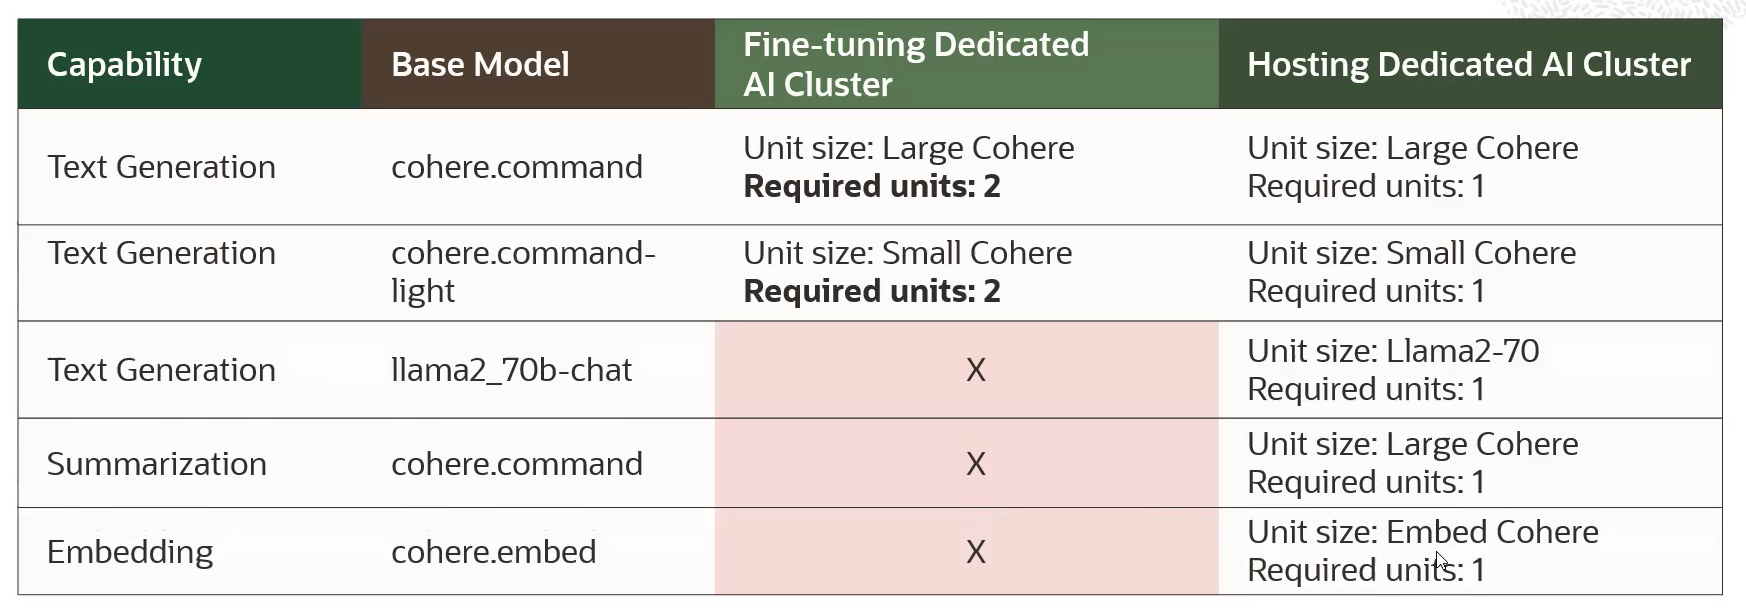 Capability
Base Model
Fine-tuning Dedicated
AI Cluster
Hosting Dedicated AI Cluster
Text Generation
cohere.command
Unit size: Large Cohere
Required units: 2
Unit size: Large Cohere
Required units: 1
Text Generation
cohere.command-
light
Unit size: Small Cohere
Required units: 2
Unit size: Small Cohere
Required units: 1
Text Generation
llama2_70b-chat
X
Unit size: Llama2-70
Required units: 1
Summarization
cohere.command
X
Unit size: Large Cohere
Required units: 1
Embedding
cohere.embed
X
Unit size: Embed Cohere
Required units: 1